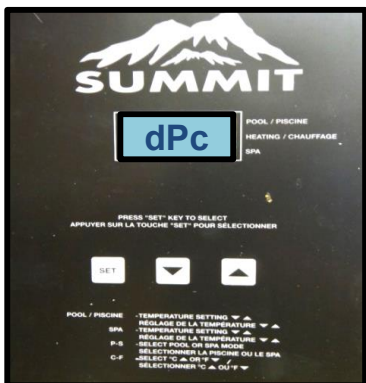 SUMMIT
dPc
POOL / PISCINE
HEATING / CHAUFFAGE
SPA
PRESS "SET" KEY TO SELECT
APPUYER SUR LA TOUCHE "SET" POUR SÉLECTIONNER
SET
POOL / PISCINE -TEMPERATURE SETTING ▼ ▲
RÉGLAGE DE LA TEMPÉRATURE ▼ ▲
SPA -TEMPERATURE SETTING ▼ ▲
RÉGLAGE DE LA TEMPÉRATURE ▼ ▲
P-S -SELECT POOL OR SPA MODE
SÉLECTIONNER LA PISCINE OU LE SPA
C-F -SELECT °C ▲ OR °F ▼ /
SÉLECTIONNER °C ▲ OU °F ▼